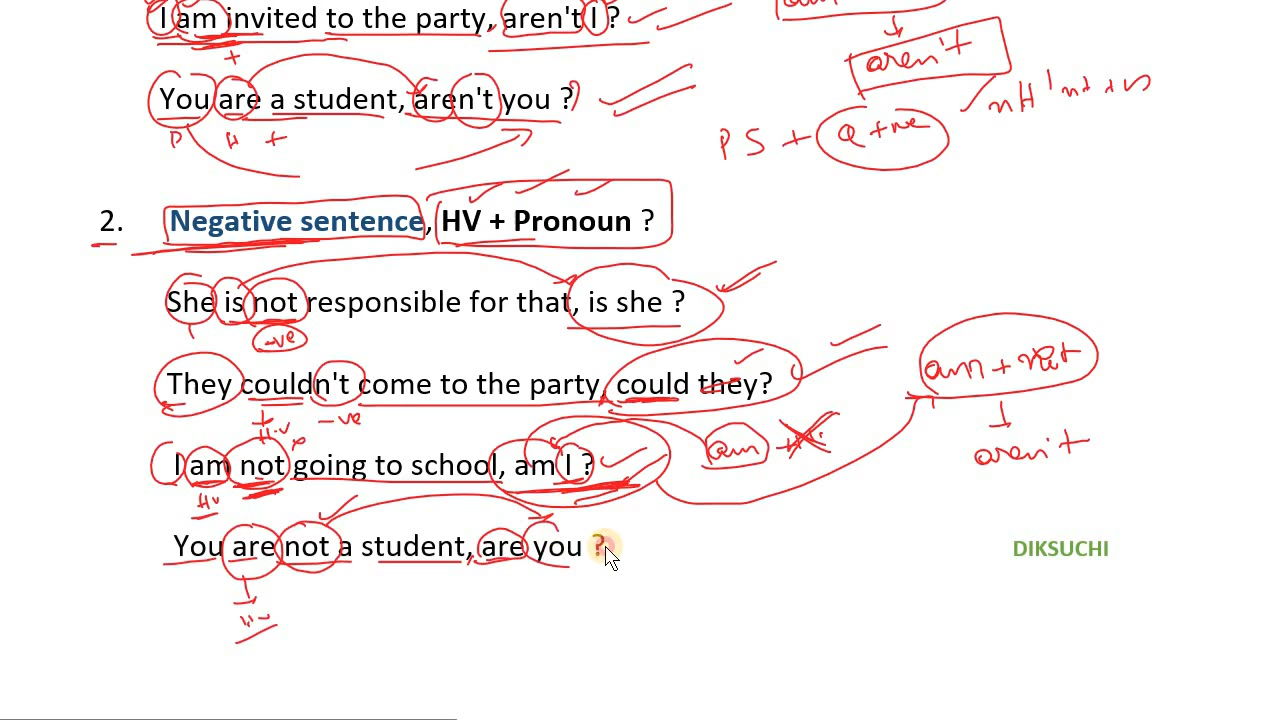 I am invited to the party, aren't I ?
+
aren't
You are a student, aren't you ?
P H +
PS + +ve
2. Negative sentence, HV + Pronoun ?
She is not responsible for that, is she ?
-ve
They couldn't come to the party, could they?
H.V -ve
am + not
aren't
I am not going to school, am I ?
am
HV
You are not a student, are you ?
DIKSUCHI
HV